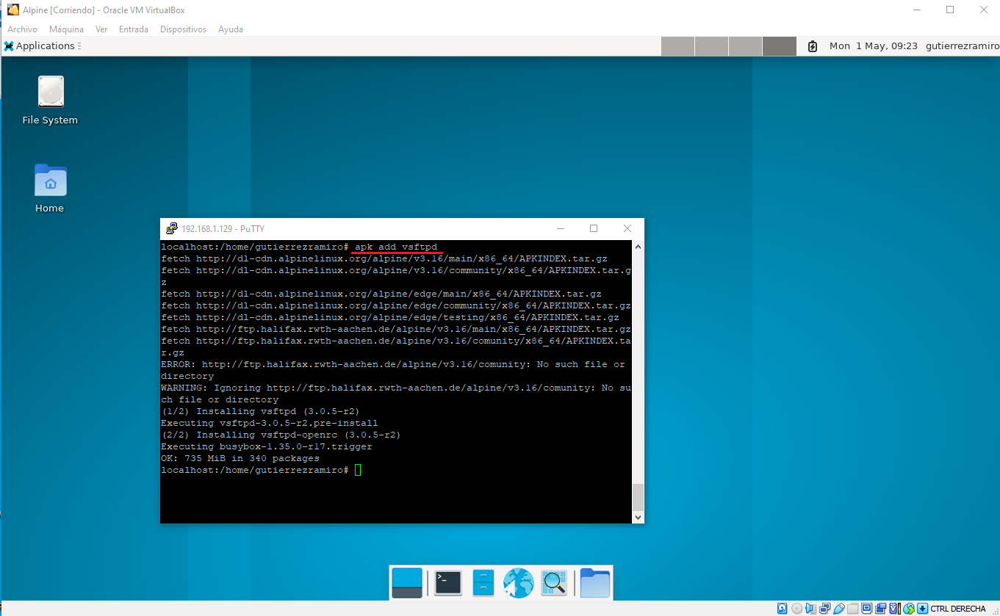 Alpine [Corriendo] - Oracle VM VirtualBox
Archivo Máquina Ver Entrada Dispositivos Ayuda
Applications
Mon 1 May, 09:23 gutierrezramiro
File System
Home
192.168.1.129 - PuTTY
localhost:/home/gutierrezramiro# apk add vsftpd
fetch http://dl-cdn.alpinelinux.org/alpine/v3.16/main/x86_64/APKINDEX.tar.gz
fetch http://dl-cdn.alpinelinux.org/alpine/v3.16/community/x86_64/APKINDEX.tar.g
z
fetch http://dl-cdn.alpinelinux.org/alpine/edge/main/x86_64/APKINDEX.tar.gz
fetch http://dl-cdn.alpinelinux.org/alpine/edge/community/x86_64/APKINDEX.tar.gz
fetch http://dl-cdn.alpinelinux.org/alpine/edge/testing/x86_64/APKINDEX.tar.gz
fetch http://ftp.halifax.rwth-aachen.de/alpine/v3.16/main/x86_64/APKINDEX.tar.gz
fetch http://ftp.halifax.rwth-aachen.de/alpine/v3.16/comunity/x86_64/APKINDEX.ta
r.gz
ERROR: http://ftp.halifax.rwth-aachen.de/alpine/v3.16/comunity: No such file or
directory
WARNING: Ignoring http://ftp.halifax.rwth-aachen.de/alpine/v3.16/comunity: No su
ch file or directory
(1/2) Installing vsftpd (3.0.5-r2)
Executing vsftpd-3.0.5-r2.pre-install
(2/2) Installing vsftpd-openrc (3.0.5-r2)
Executing busybox-1.35.0-r17.trigger
OK: 735 MiB in 340 packages
localhost:/home/gutierrezramiro#
CTRL DERECHA